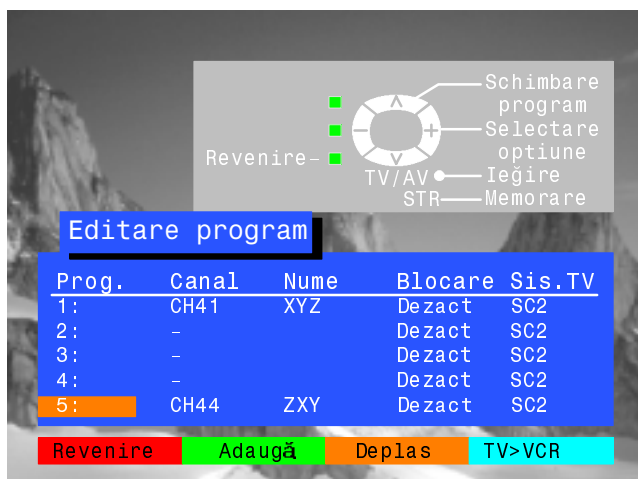 Schimbare
program
Selectare
Revenire-
optiune
TV/AV
Ieğire
STR
Memorare
Editare program
Prog. Canal Nume Blocare Sis.TV
1: CH41 XYZ Dezact SC2
2: - Dezact SC2
3: - Dezact SC2
4: - Dezact SC2
5: CH44 ZXY Dezact SC2
Revenire Adaugă Deplas TV>VCR